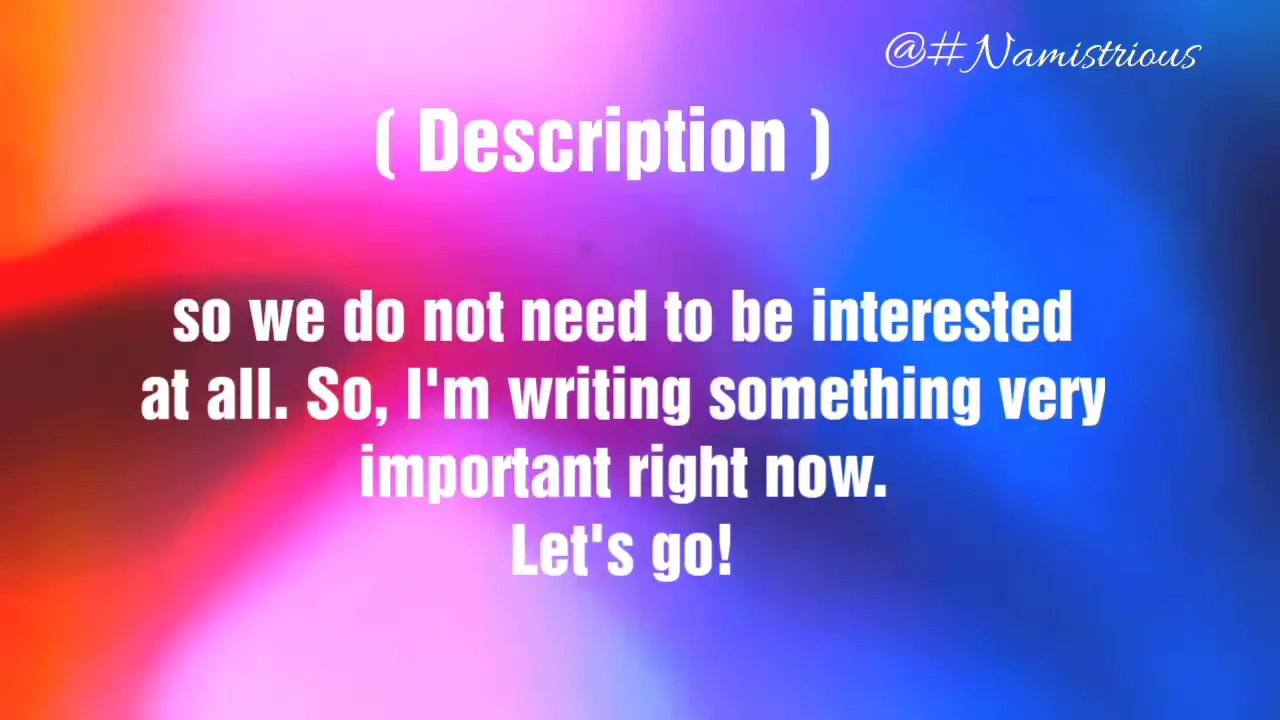 @#Namistrious
( Description )
so we do not need to be interested
at all. So, I'm writing something very
important right now.
Let's go!